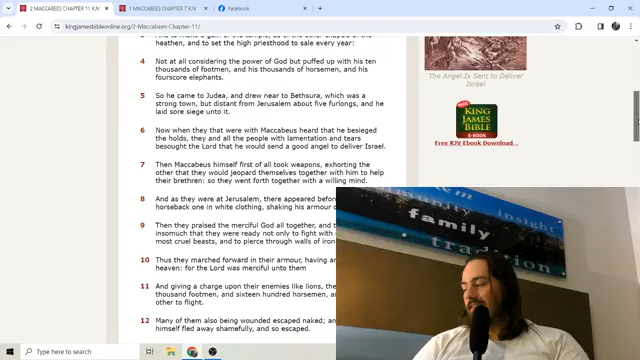 2 MACCABEES CHAPTER 11 KJV
1 MACCABEES CHAPTER 7 KJV
Facebook
kingjamesbibleonline.org/2-Maccabees-Chapter-11/
heathen, and to set the high priesthood to sale every year:
4 Not at all considering the power of God but puffed up with his ten
thousands of footmen, and his thousands of horsemen, and his
fourscore elephants.
5 So he came to Judea, and drew near to Bethsura, which was a
strong town, but distant from Jerusalem about five furlongs, and he
laid sore siege unto it.
6 Now when they that were with Maccabeus heard that he besieged
the holds, they and all the people with lamentation and tears
besought the Lord that he would send a good angel to deliver Israel.
7 Then Maccabeus himself first of all took weapons, exhorting the
other that they would jeopard themselves together with him to help
their brethren: so they went forth together with a willing mind.
8 And as they were at Jerusalem, there appeared before
horseback one in white clothing, shaking his armour
9 Then they praised the merciful God all together, and
insomuch that they were ready not only to fight with
most cruel beasts, and to pierce through walls of iron
10 Thus they marched forward in their armour, having an
heaven: for the Lord was merciful unto them
11 And giving a charge upon their enemies like lions, the
thousand footmen, and sixteen hundred horsemen, an
other to flight.
12 Many of them also being wounded escaped naked; an
himself fled away shamefully, and so escaped.
The Angel Is Sent to Deliver
Israel
FREE
KING
JAMES
BIBLE
E-BOOK
Free KJV Ebook Download...
community insight
family
tradition
Type here to search